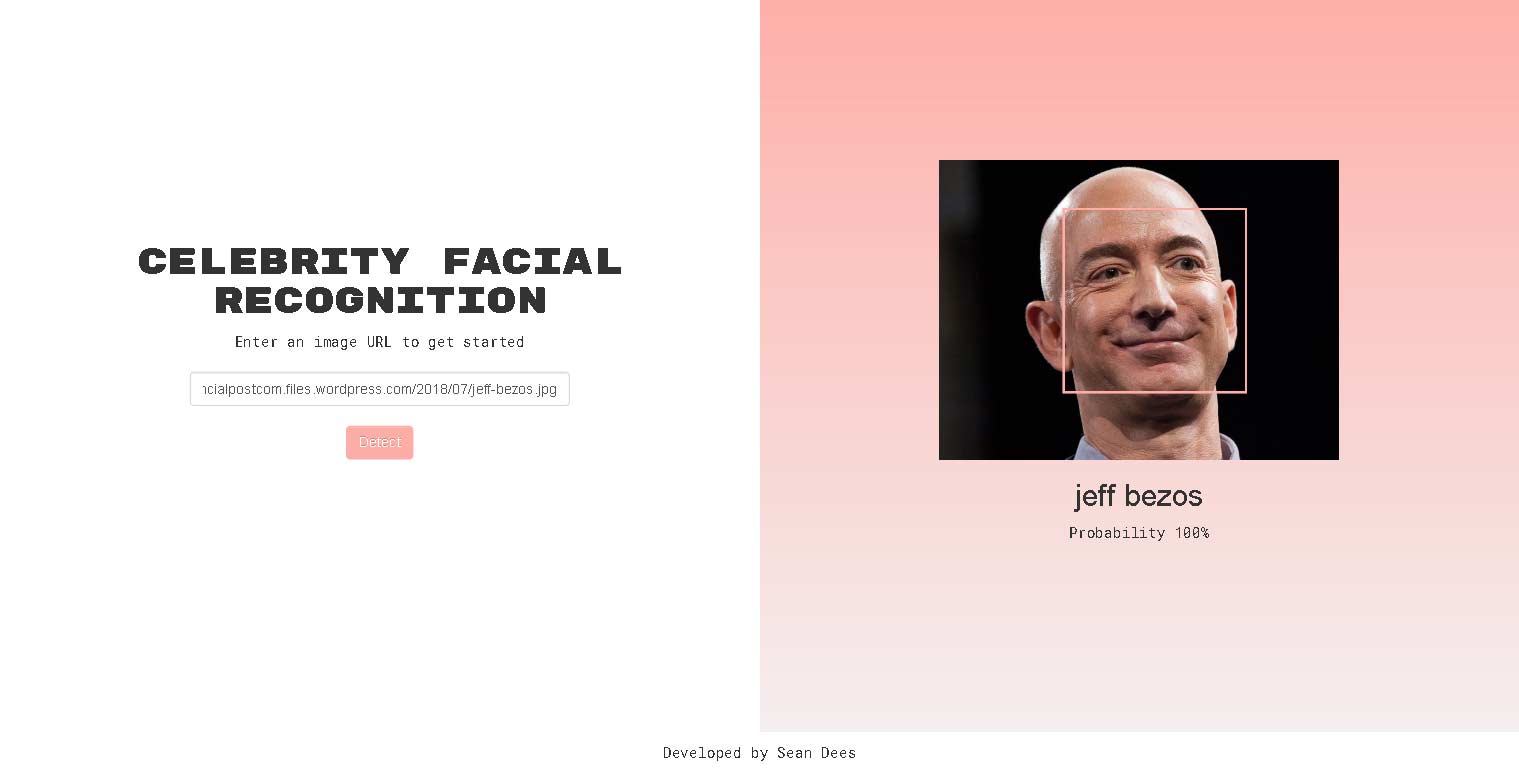 CELEBRITY FACIAL
RECOGNITION
Enter an image URL to get started
ncialpostcom.files.wordpress.com/2018/07/jeff-bezos.jpg
Detect
jeff bezos
Probability 100%
Developed by Sean Dees